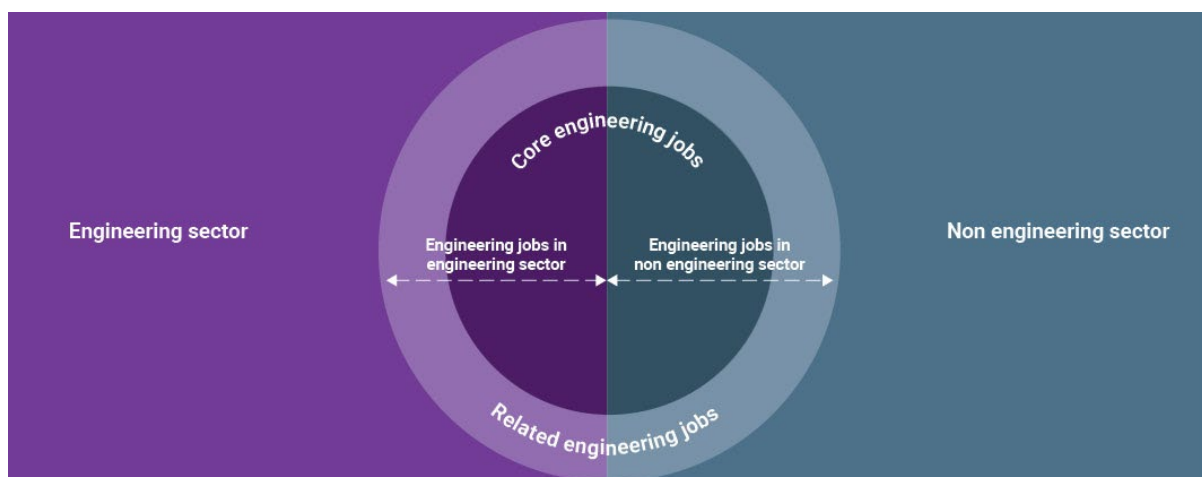 Core engineering jobs
Engineering sector
Non engineering sector
Engineering jobs in
engineering sector
Engineering jobs in
non engineering sector
Related engineering jobs